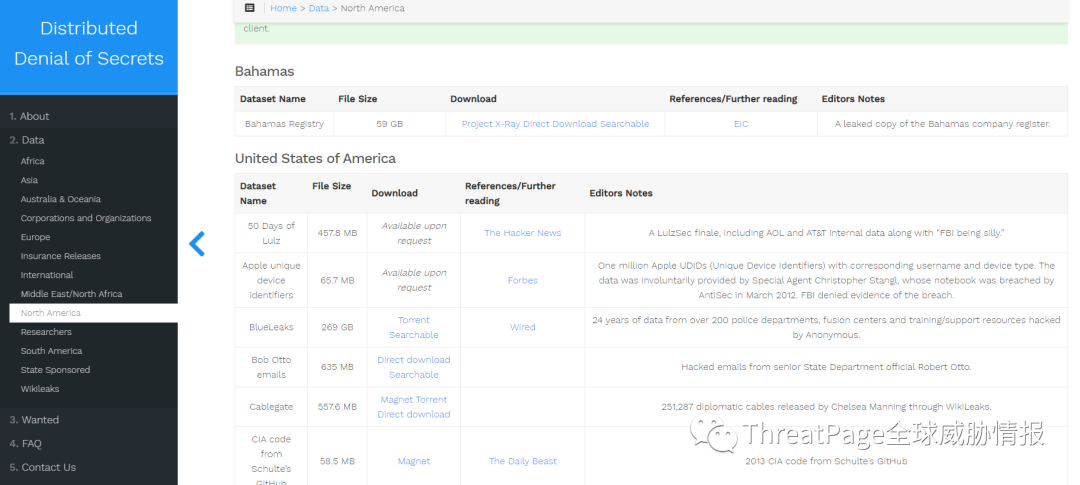 Distributed
Denial of Secrets
1. About
2. Data
Africa
Asia
Australia & Oceania
Corporations and Organizations
Europe
Insurance Releases
International
Middle East/North Africa
North America
Researchers
South America
State Sponsored
Wikileaks
3. Wanted
4. FAQ
5. Contact Us
Home > Data > North America
client.
Bahamas
Dataset Name File Size Download References/Further reading Editors Notes
Bahamas Registry 59 GB Project X-Ray Direct Download Searchable EIC A leaked copy of the Bahamas company register.
United States of America
Dataset File Size Download References/Further Editors Notes
Name reading
50 Days of 457.8 MB Available upon The Hacker News A LulzSec finale, including AOL and AT&T internal data along with "FBI being silly."
Lulz request
Apple unique One million Apple UDIDs (Unique Device Identifiers) with corresponding username and device type. The
device 65.7 MB Available upon Forbes data was involuntarily provided by Special Agent Christopher Stangl, whose notebook was breached by
identifiers request AntiSec in March 2012. FBI denied evidence of the breach.
BlueLeaks 269 GB Torrent Wired 24 years of data from over 200 police departments, fusion centers and training/support resources hacked
Searchable by Anonymous.
Bob Otto 635 MB Direct download Hacked emails from senior State Department official Robert Otto.
emails Searchable
Cablegate 557.6 MB Magnet Torrent 251,287 diplomatic cables released by Chelsea Manning through WikiLeaks.
Direct download
CIA code
from 58.5 MB Magnet The Daily Beast 2013 CIA code from Schulte's GitHub
Schulte's
GitHub
ThreatPage全球威胁情报